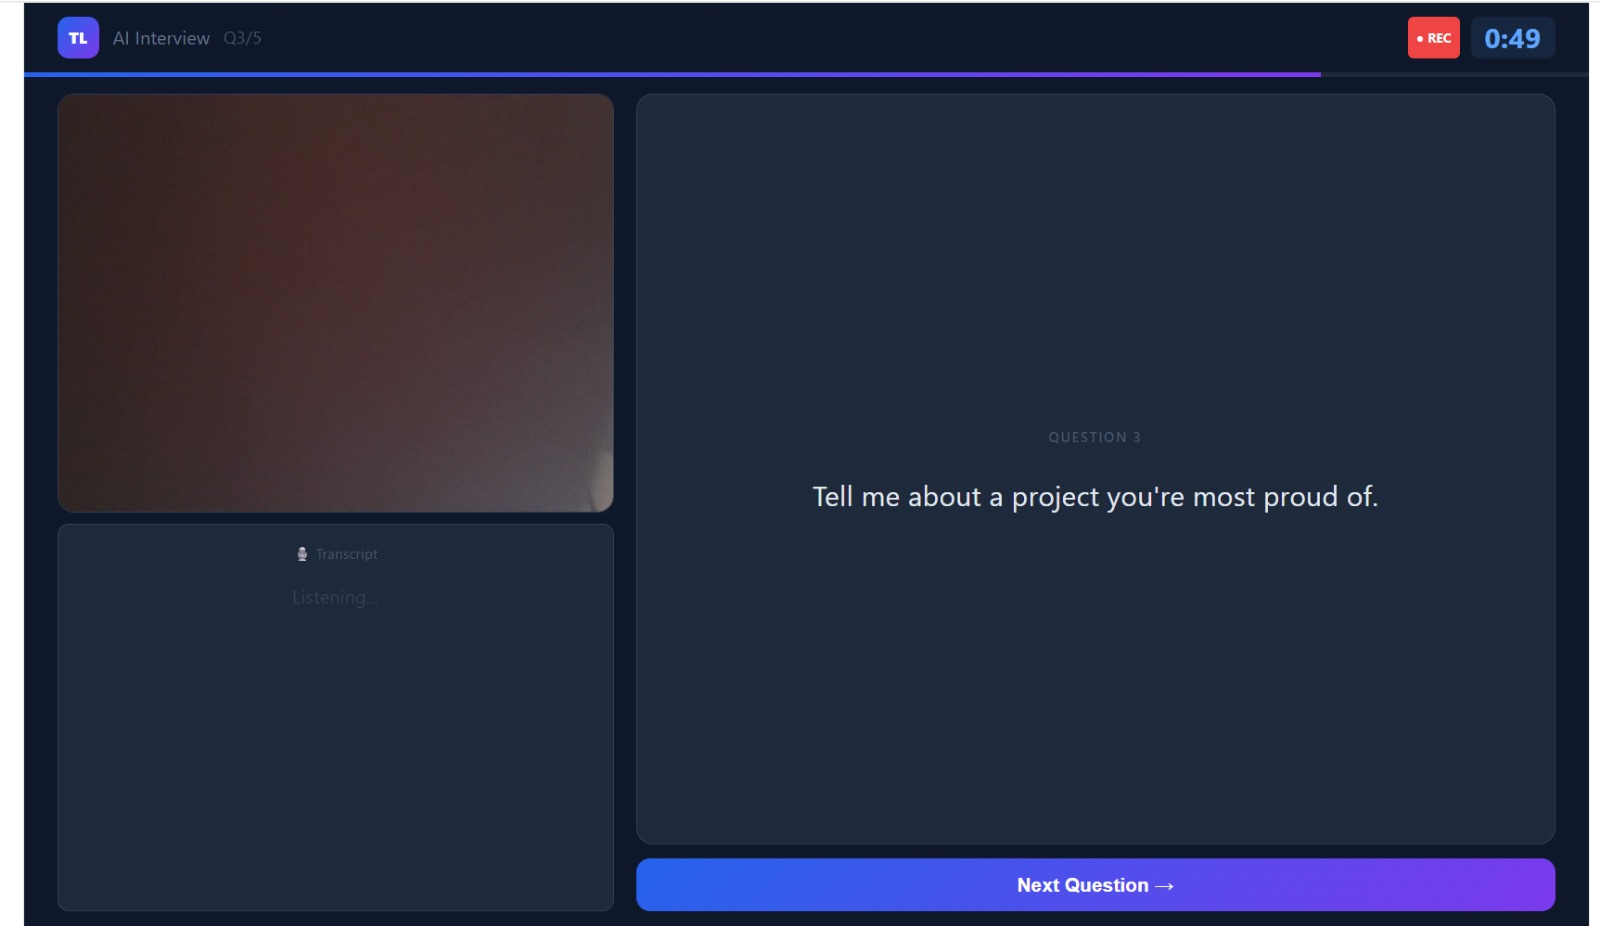 TL AI Interview Q3/5
● REC 0:49
Transcript
Listening...
QUESTION 3
Tell me about a project you're most proud of.
Next Question →